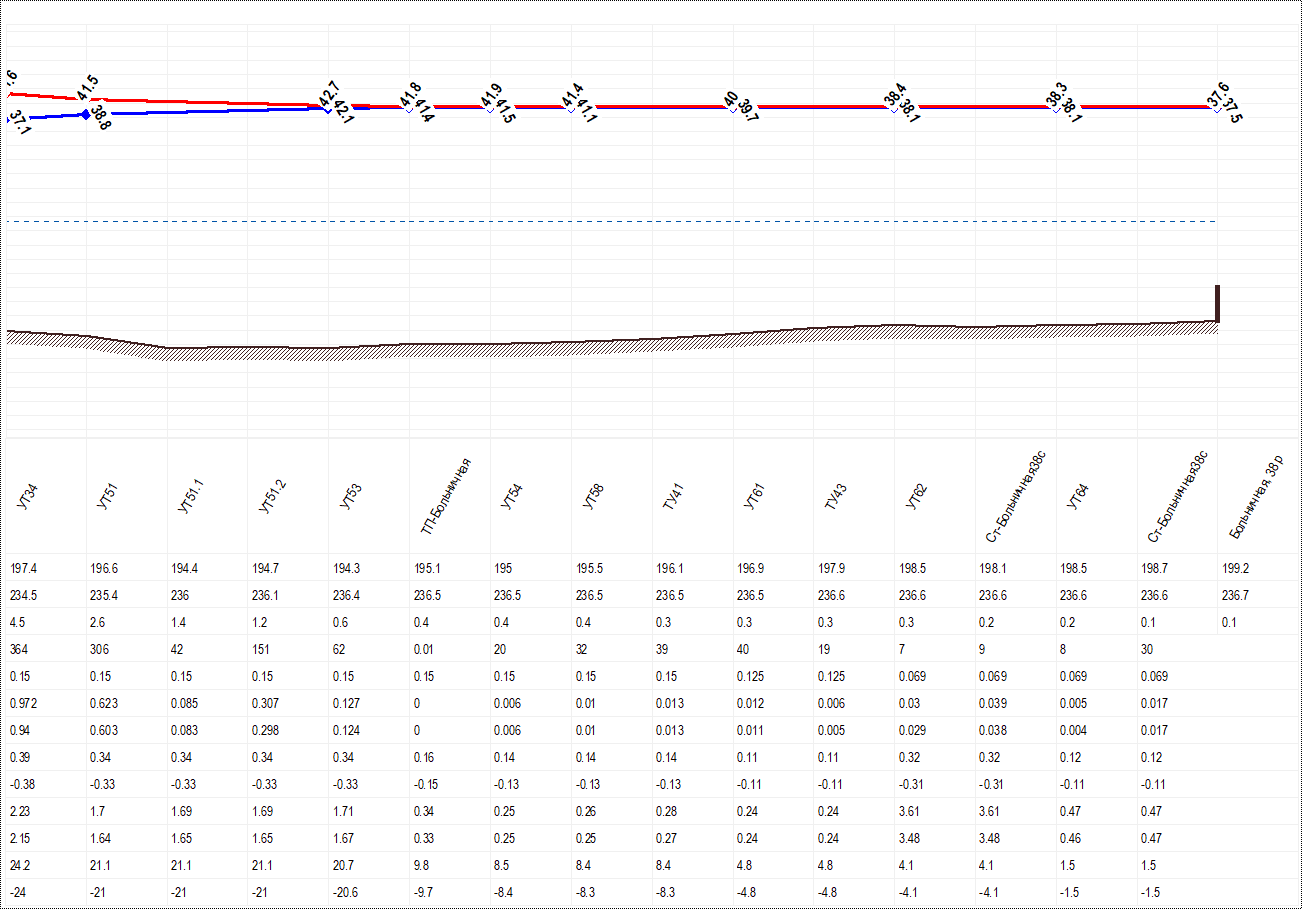 .6 41.5 42.7 41.8 41.9 41.4 40 38.4 38.3 37.6
37.1 38.8 42.1 41.4 41.5 41.1 39.7 38.1 38.1 37.5
УТ34 УТ51 УТ51.1 УТ51.2 УТ53 ТП-Больничная УТ54 УТ58 ТУ41 УТ61 ТУ43 УТ62 Ст-Больничная38с УТ64 Ст-Больничная38с Больничная, 38 р
197.4 196.6 194.4 194.7 194.3 195.1 195 195.5 196.1 196.9 197.9 198.5 198.1 198.5 198.7 199.2
234.5 235.4 236 236.1 236.4 236.5 236.5 236.5 236.5 236.5 236.6 236.6 236.6 236.6 236.6 236.7
4.5 2.6 1.4 1.2 0.6 0.4 0.4 0.4 0.3 0.3 0.3 0.3 0.2 0.2 0.1 0.1
364 306 42 151 62 0.01 20 32 39 40 19 7 9 8 30
0.15 0.15 0.15 0.15 0.15 0.15 0.15 0.15 0.15 0.125 0.125 0.069 0.069 0.069 0.069
0.972 0.623 0.085 0.307 0.127 0 0.006 0.01 0.013 0.012 0.006 0.03 0.039 0.005 0.017
0.94 0.603 0.083 0.298 0.124 0 0.006 0.01 0.013 0.011 0.005 0.029 0.038 0.004 0.017
0.39 0.34 0.34 0.34 0.34 0.16 0.14 0.14 0.14 0.11 0.11 0.32 0.32 0.12 0.12
-0.38 -0.33 -0.33 -0.33 -0.33 -0.15 -0.13 -0.13 -0.13 -0.11 -0.11 -0.31 -0.31 -0.11 -0.11
2.23 1.7 1.69 1.69 1.71 0.34 0.25 0.26 0.28 0.24 0.24 3.61 3.61 0.47 0.47
2.15 1.64 1.65 1.65 1.67 0.33 0.25 0.25 0.27 0.24 0.24 3.48 3.48 0.46 0.47
24.2 21.1 21.1 21.1 20.7 9.8 8.5 8.4 8.4 4.8 4.8 4.1 4.1 1.5 1.5
-24 -21 -21 -21 -20.6 -9.7 -8.4 -8.3 -8.3 -4.8 -4.8 -4.1 -4.1 -1.5 -1.5